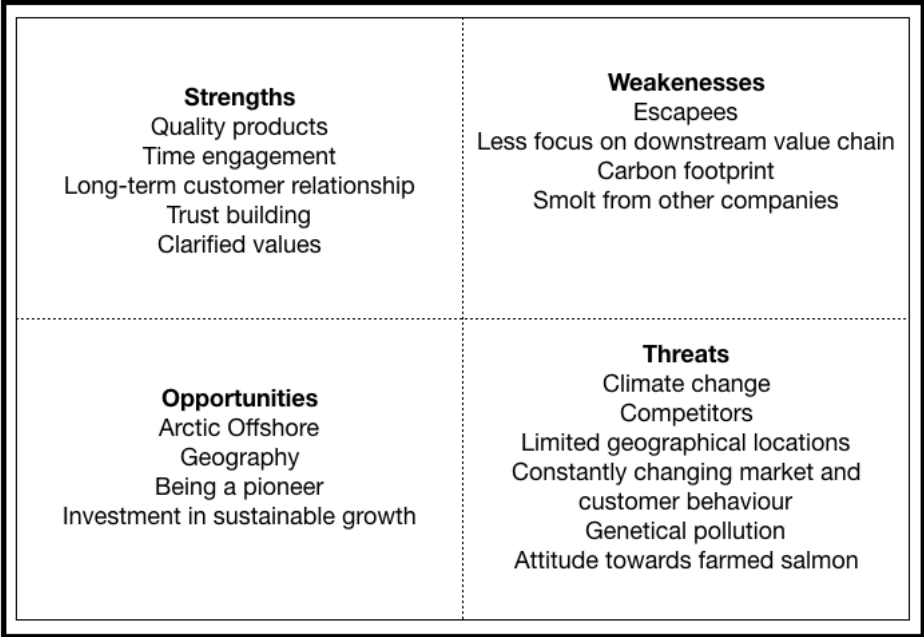 Strengths
Quality products
Time engagement
Long-term customer relationship
Trust building
Clarified values
Weakenesses
Escapees
Less focus on downstream value chain
Carbon footprint
Smolt from other companies
Opportunities
Arctic Offshore
Geography
Being a pioneer
Investment in sustainable growth
Threats
Climate change
Competitors
Limited geographical locations
Constantly changing market and
customer behaviour
Genetical pollution
Attitude towards farmed salmon